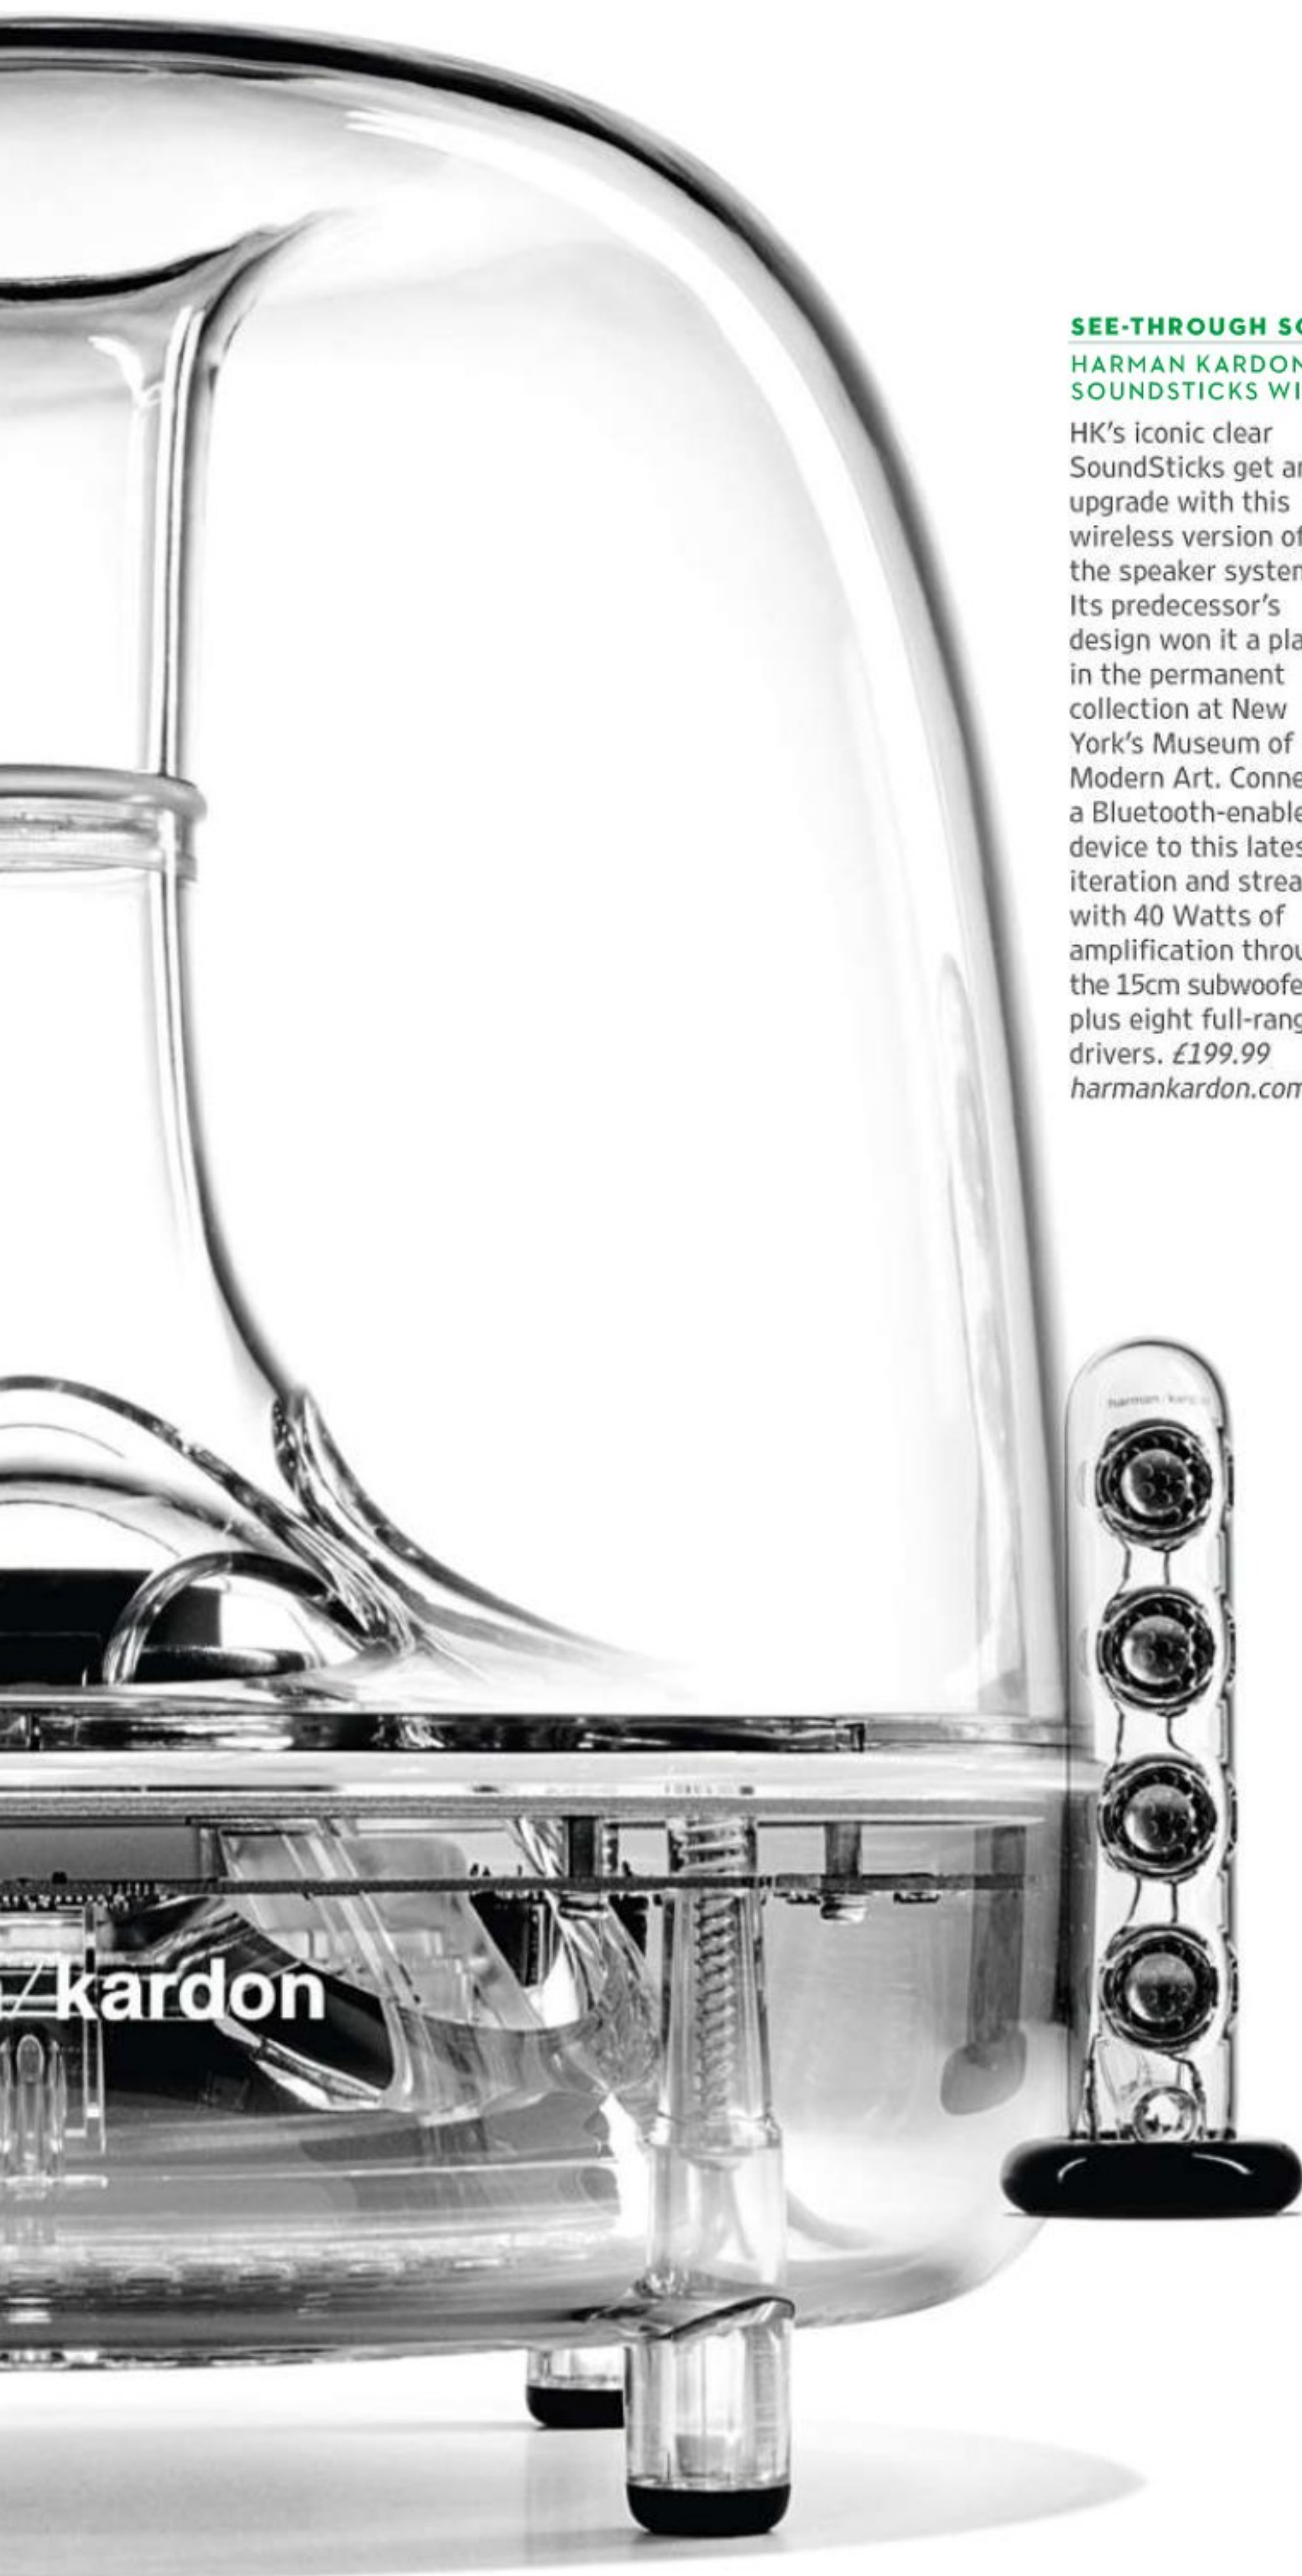 SEE-THROUGH SO
HARMAN KARDON
SOUNDSTICKS WI
HK's iconic clear
SoundSticks get an
upgrade with this
wireless version of
the speaker system
Its predecessor's
design won it a pla
in the permanent
collection at New
York's Museum of
Modern Art. Conne
a Bluetooth-enable
device to this lates
iteration and strea
with 40 Watts of
amplification throu
the 15cm subwoofe
plus eight full-rang
drivers. £199.99
harmankardon.com
harman/kardon
/kardon